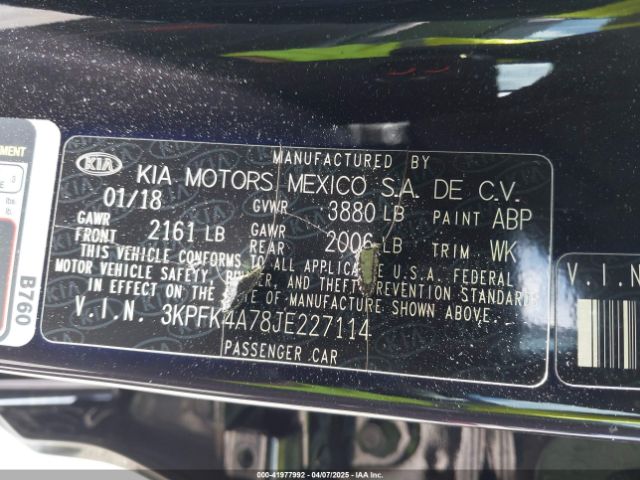 MANUFACTURED BY
KIA KIA MOTORS MEXICO S.A. DE C.V.
01/18 GVWR 3880 LB PAINT ABP
GAWR FRONT 2161 LB GAWR REAR 2006 LB TRIM WK
THIS VEHICLE CONFORMS TO ALL APPLICABLE U.S.A. FEDERAL
MOTOR VEHICLE SAFETY, BUMPER, AND THEFT PREVENTION STANDARDS
IN EFFECT ON THE DATE OF MANUFACTURE SHOWN ABOVE.
V.I.N. 3KPFK4A78JE227114
PASSENGER CAR
B760
V.I.N
000-41977992 - 04/07/2025 - IAA Inc.